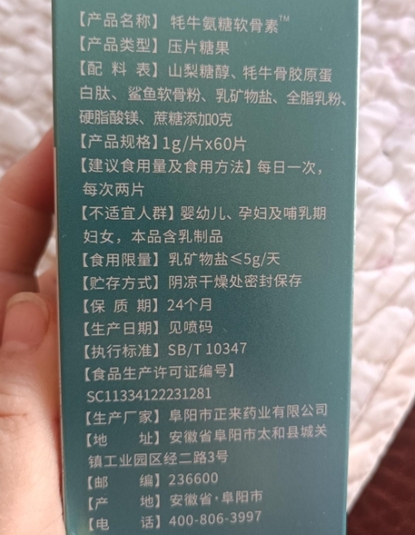 【产品名称】 牦牛氨糖软骨素™
【产品类型】压片糖果
【配 料 表】山梨糖醇、牦牛骨胶原蛋
白肽、鲨鱼软骨粉、乳矿物盐、全脂乳粉、
硬脂酸镁、蔗糖添加0克
【产品规格】1g/片x60片
【建议食用量及食用方法】每日一次，
每次两片
【不适宜人群】婴幼儿、孕妇及哺乳期
妇女，本品含乳制品
【食用限量】乳矿物盐≤5g/天
【贮存方式】阴凉干燥处密封保存
【保 质 期】24个月
【生产日期】见喷码
【执行标准】SB/T 10347
【食品生产许可证编号】
SC11334122231281
【生产厂家】阜阳市正来药业有限公司
【地 址】安徽省阜阳市太和县城关
镇工业园区经二路3号
【邮 编】236600
【产 地】安徽省·阜阳市
【电 话】400-806-3997